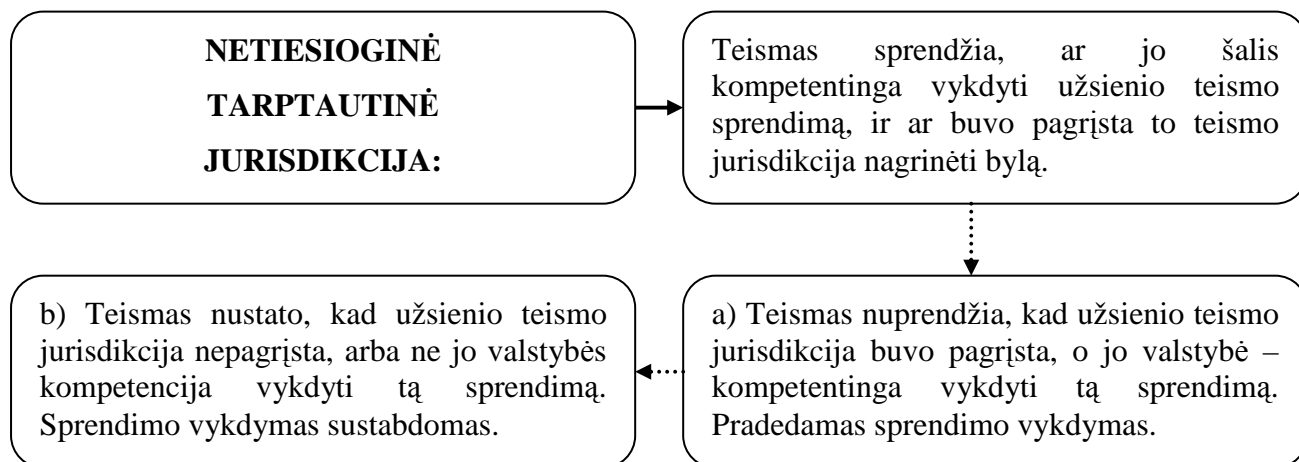 NETIESIOGINĖ
TARPTAUTINĖ
JURISDIKCIJA:
Teismas sprendžia, ar jo šalis
kompetentinga vykdyti užsienio teismo
sprendimą, ir ar buvo pagrįsta to teismo
jurisdikcija nagrinėti bylą.
a) Teismas nuprendžia, kad užsienio teismo
jurisdikcija buvo pagrįsta, o jo valstybė –
kompetentinga vykdyti tą sprendimą.
Pradedamas sprendimo vykdymas.
b) Teismas nustato, kad užsienio teismo
jurisdikcija nepagrįsta, arba ne jo valstybės
kompetencija vykdyti tą sprendimą.
Sprendimo vykdymas sustabdomas.